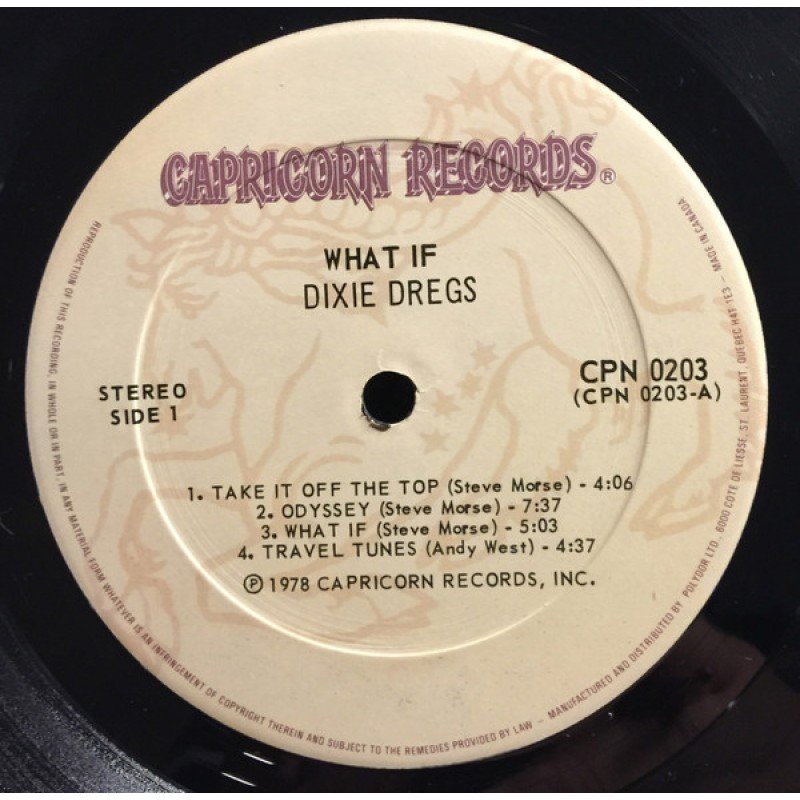 CAPRICORN RECORDS®
WHAT IF
DIXIE DREGS
STEREO
SIDE 1
CPN 0203
(CPN 0203-A)
1. TAKE IT OFF THE TOP (Steve Morse) - 4:06
2. ODYSSEY (Steve Morse) - 7:37
3. WHAT IF (Steve Morse) - 5:03
4. TRAVEL TUNES (Andy West) - 4:37
℗ 1978 CAPRICORN RECORDS, INC.
REPRODUCTION OF THIS RECORDING, IN WHOLE OR IN PART, IN ANY MATERIAL FORM WHATEVER IS AN INFRINGEMENT OF COPYRIGHT THEREIN AND SUBJECT TO THE REMEDIES PROVIDED BY LAW – MANUFACTURED AND DISTRIBUTED BY POLYDOR LTD., 6000 COTE DE LIESSE, ST. LAURENT, QUEBEC H4T 1E3 – MADE IN CANADA